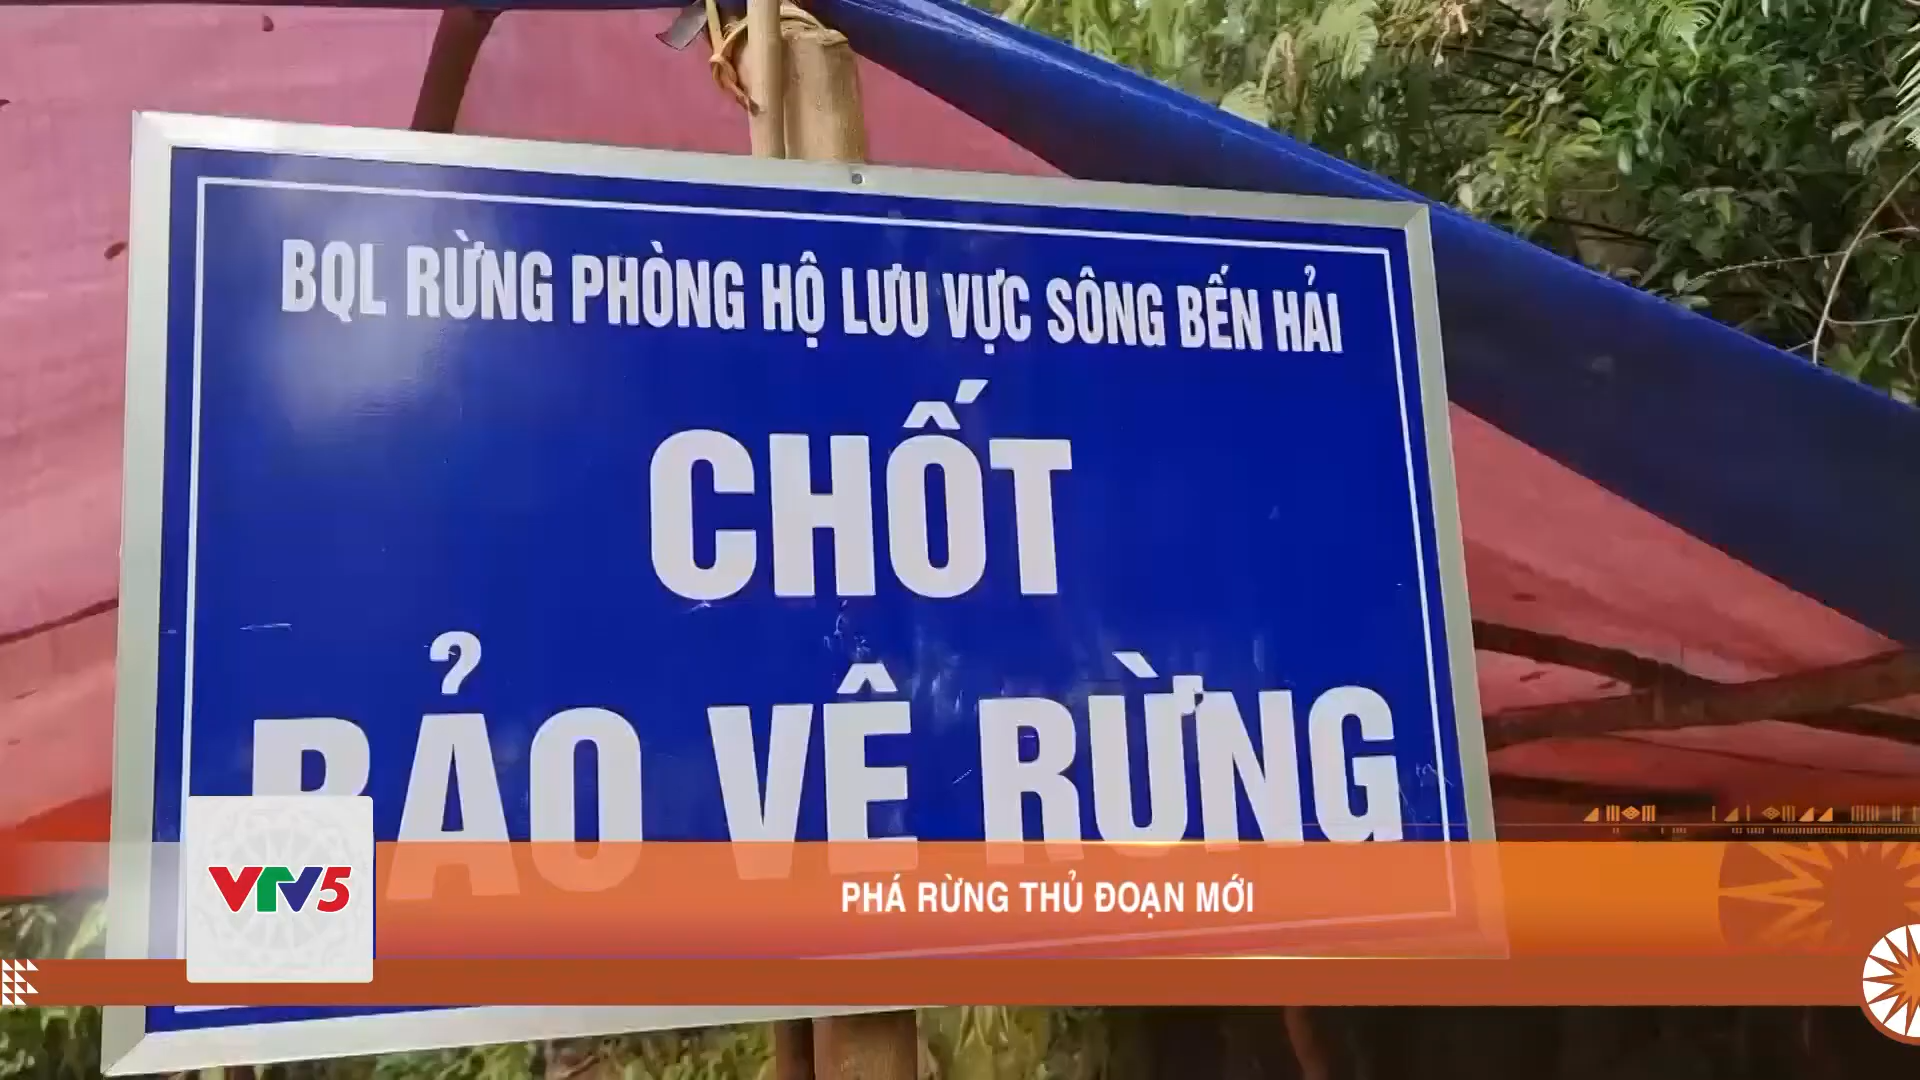 BQL RỪNG PHÒNG HỘ LƯU VỰC SÔNG BẾN HẢI
CHỐT
BẢO VỆ RỪNG
VTV5
PHÁ RỪNG THỦ ĐOẠN MỚI